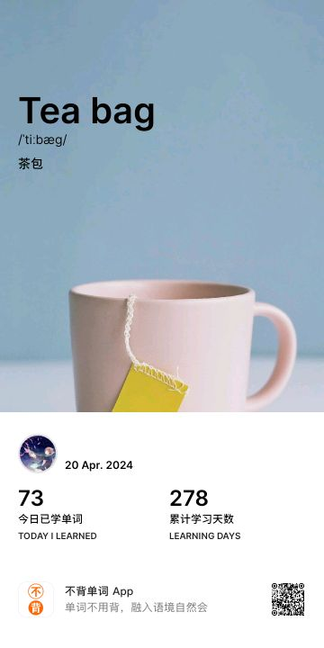 Tea bag
/ˈtiːbæg/
茶包
20 Apr. 2024
73
278
今日已学单词
累计学习天数
TODAY I LEARNED
LEARNING DAYS
不背
不背单词 App
单词不用背，融入语境自然会